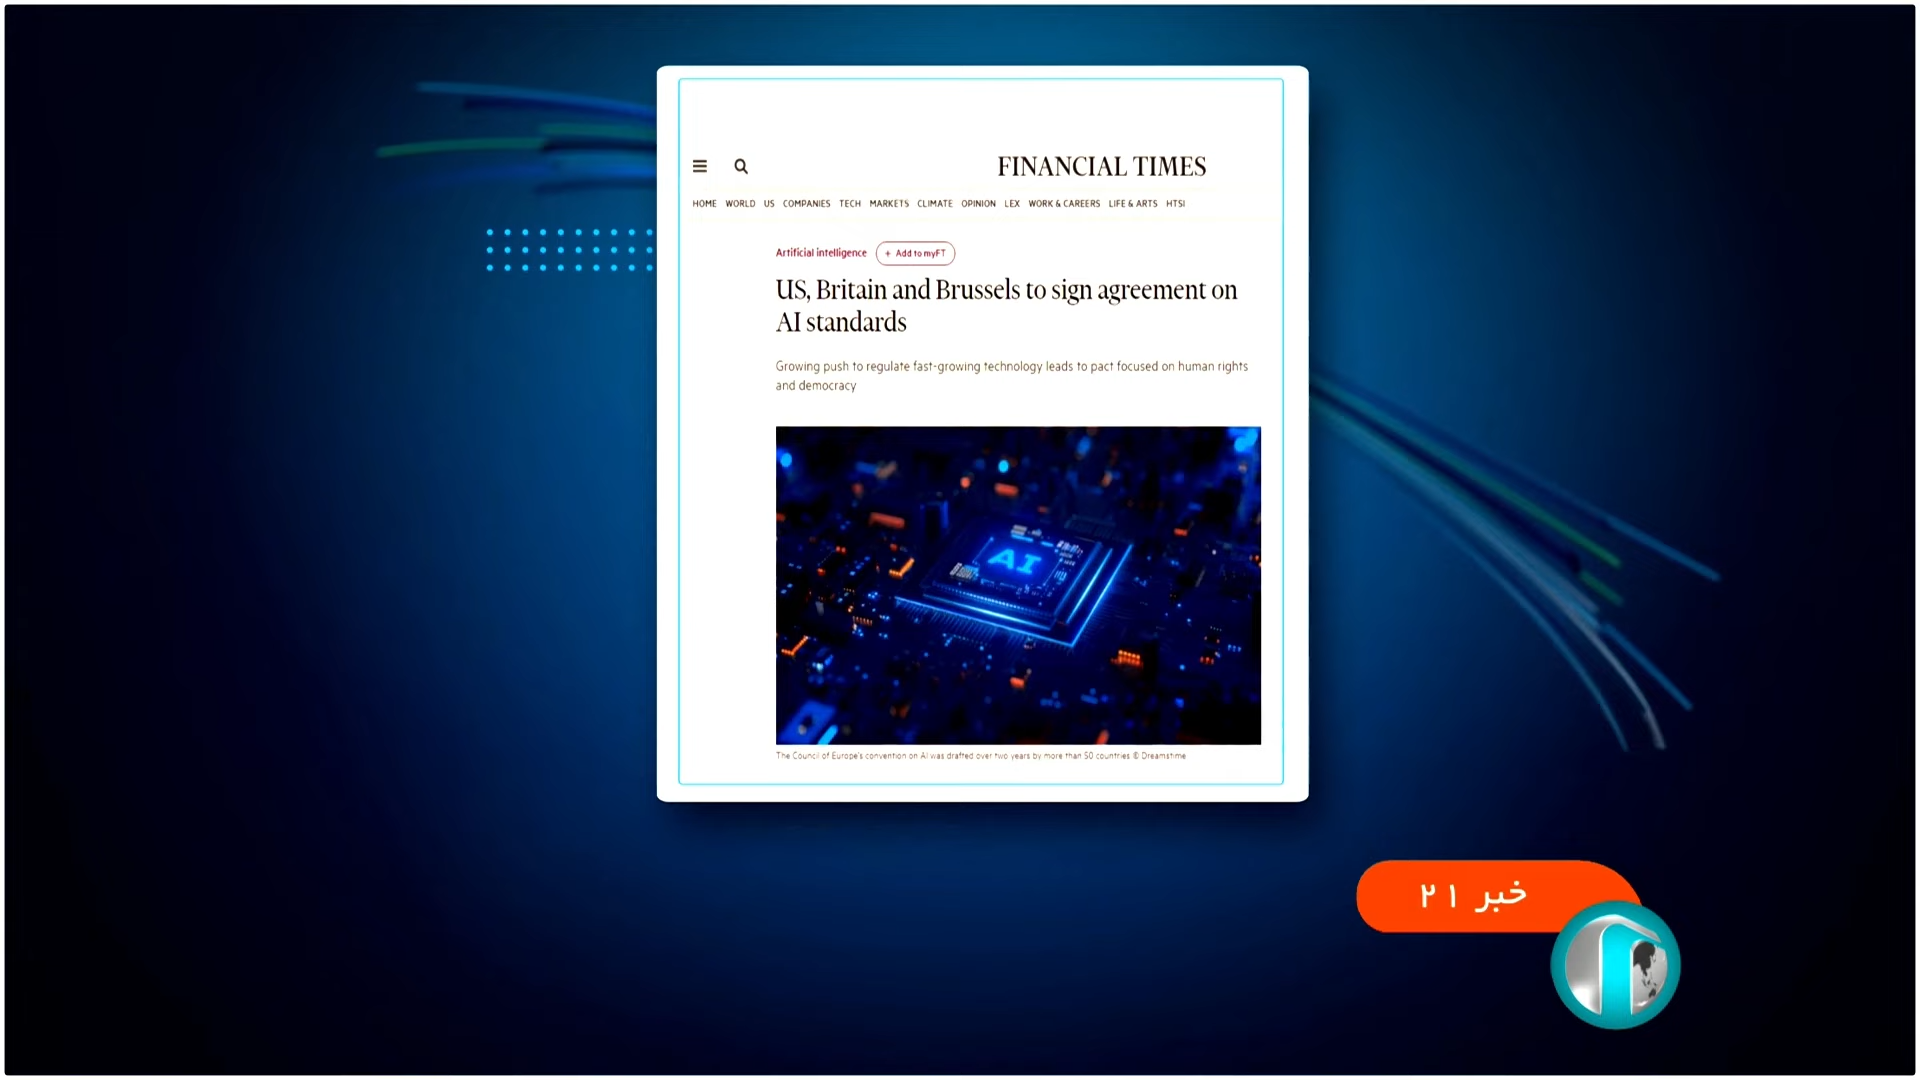 FINANCIAL TIMES
HOME WORLD US COMPANIES TECH MARKETS CLIMATE OPINION LEX WORK & CAREERS LIFE & ARTS HTSI
Artificial intelligence + Add to myFT
US, Britain and Brussels to sign agreement on
AI standards
Growing push to regulate fast-growing technology leads to pact focused on human rights
and democracy
AI
The Council of Europe's convention on AI was drafted over two years by more than 50 countries © Dreamstime
خبر ۲۱